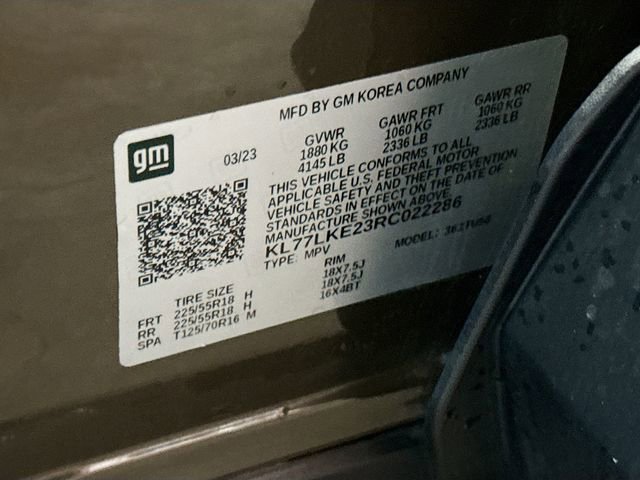 MFD BY GM KOREA COMPANY
gm
03/23
GVWR GAWR FRT GAWR RR
1880 KG 1060 KG 1060 KG
4145 LB 2336 LB 2336 LB
THIS VEHICLE CONFORMS TO ALL
APPLICABLE U.S. FEDERAL MOTOR
VEHICLE SAFETY AND THEFT PREVENTION
STANDARDS IN EFFECT ON THE DATE OF
MANUFACTURE SHOWN ABOVE.
KL77LKE23RC022286
TYPE: MPV MODEL: 361TU58
TIRE SIZE RIM
FRT 225/55R18 H 18X7.5J
RR 225/55R18 H 18X7.5J
SPA T125/70R16 M 16X4BT